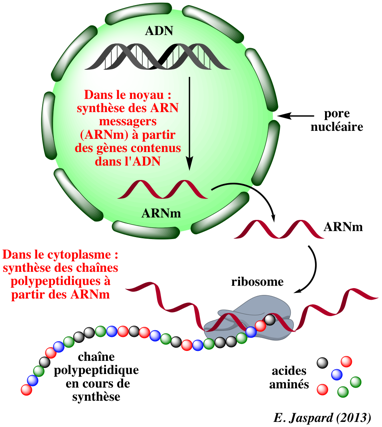 ADN
Dans le noyau :
synthèse des ARN
messagers
(ARNm) à partir
des gènes contenus
dans l'ADN
pore
nucléaire
ARNm
ARNm
Dans le cytoplasme :
synthèse des chaînes
polypeptidiques à
partir des ARNm
ribosome
chaîne
polypeptidique
en cours de
synthèse
acides
aminés
E. Jaspard (2013)